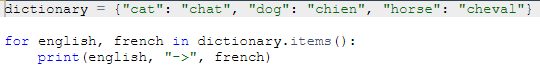 dictionary = {"cat": "chat", "dog": "chien", "horse": "cheval"}
for english, french in dictionary.items():
    print(english, "->", french)